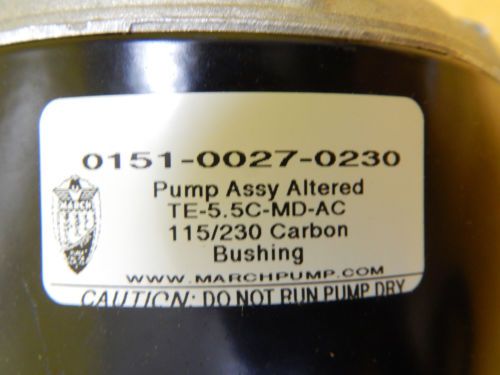 0151-0027-0230
Pump Assy Altered
TE-5.5C-MD-AC
115/230 Carbon
Bushing
MARCH
WWW.MARCHPUMP.COM
CAUTION: DO NOT RUN PUMP DRY